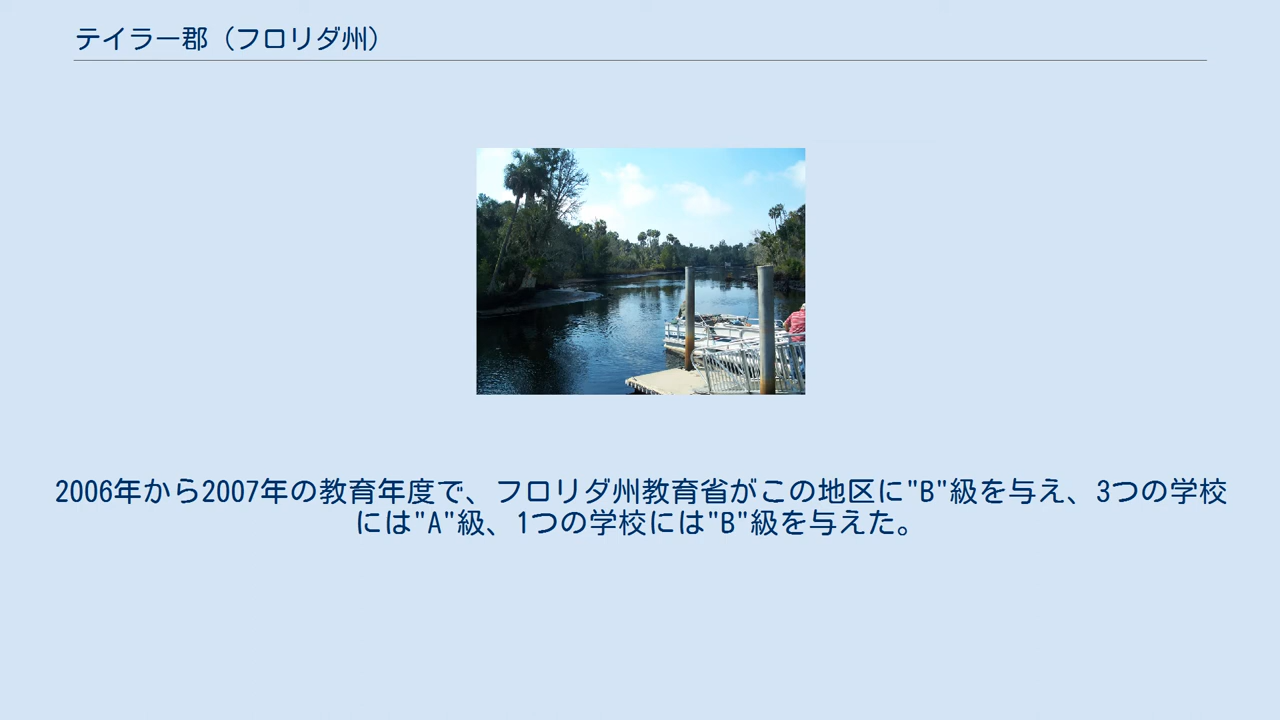 テイラー郡（フロリダ州）
2006年から2007年の教育年度で、フロリダ州教育省がこの地区に"B"級を与え、3つの学校
には"A"級、1つの学校には"B"級を与えた。